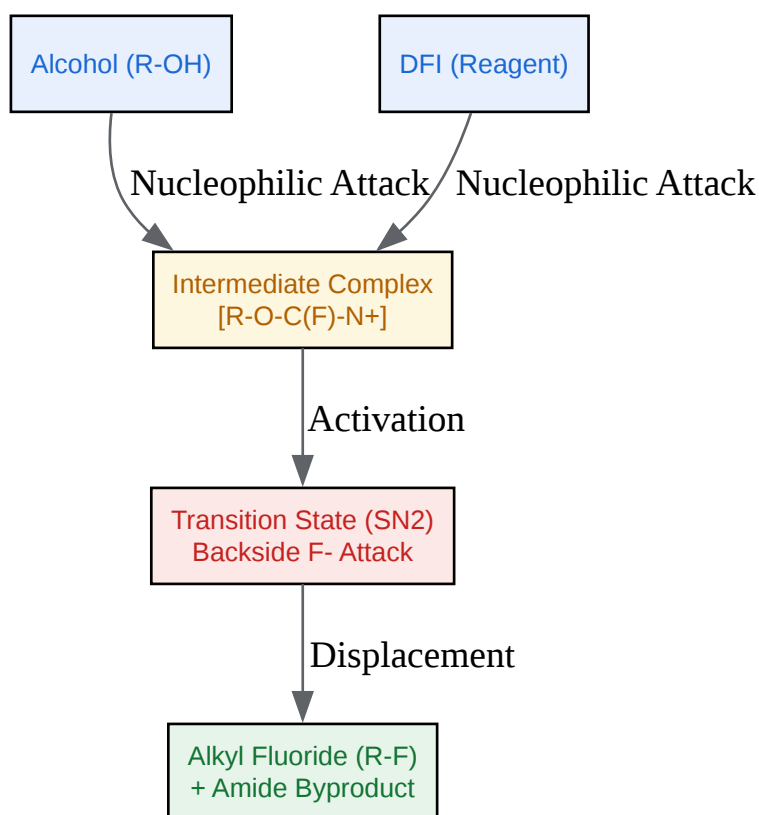 Alcohol (R-OH)
DFI (Reagent)
Nucleophilic Attack
Nucleophilic Attack
Intermediate Complex
[R-O-C(F)-N+]
Activation
Transition State (SN2)
Backside F- Attack
Displacement
Alkyl Fluoride (R-F)
+ Amide Byproduct